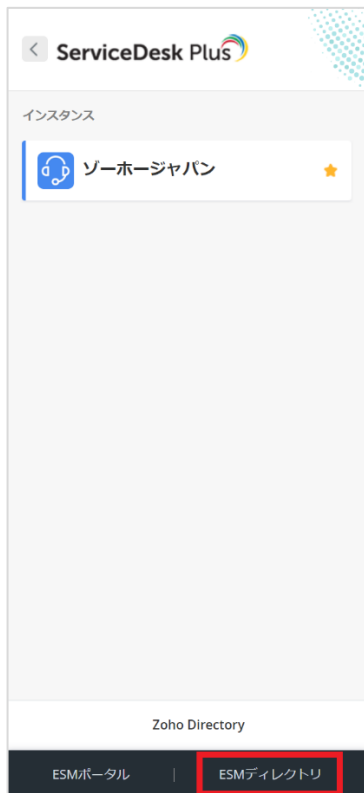 ServiceDesk Plus
インスタンス
ゾーホージャパン
Zoho Directory
ESMポータル | ESMディレクトリ